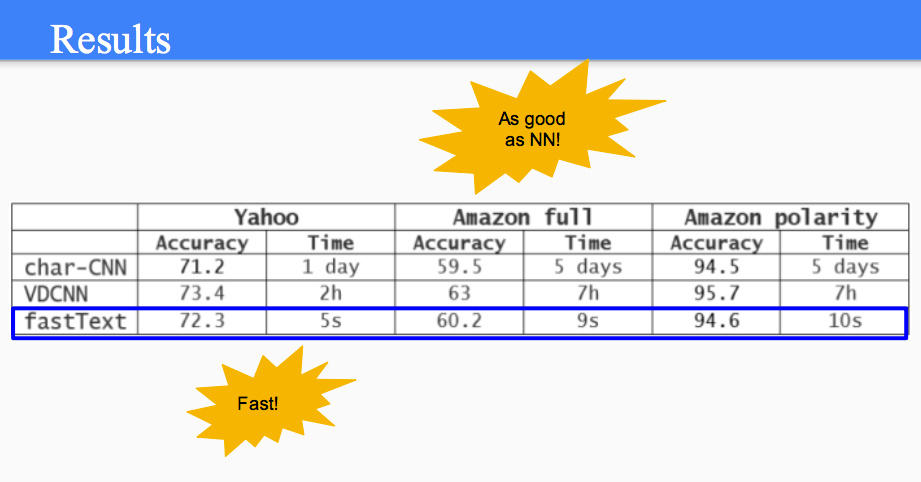 Results
As good
as NN!
Yahoo Amazon full Amazon polarity
Accuracy Time Accuracy Time Accuracy Time
char-CNN 71.2 1 day 59.5 5 days 94.5 5 days
VDCNN 73.4 2h 63 7h 95.7 7h
fastText 72.3 5s 60.2 9s 94.6 10s
Fast!